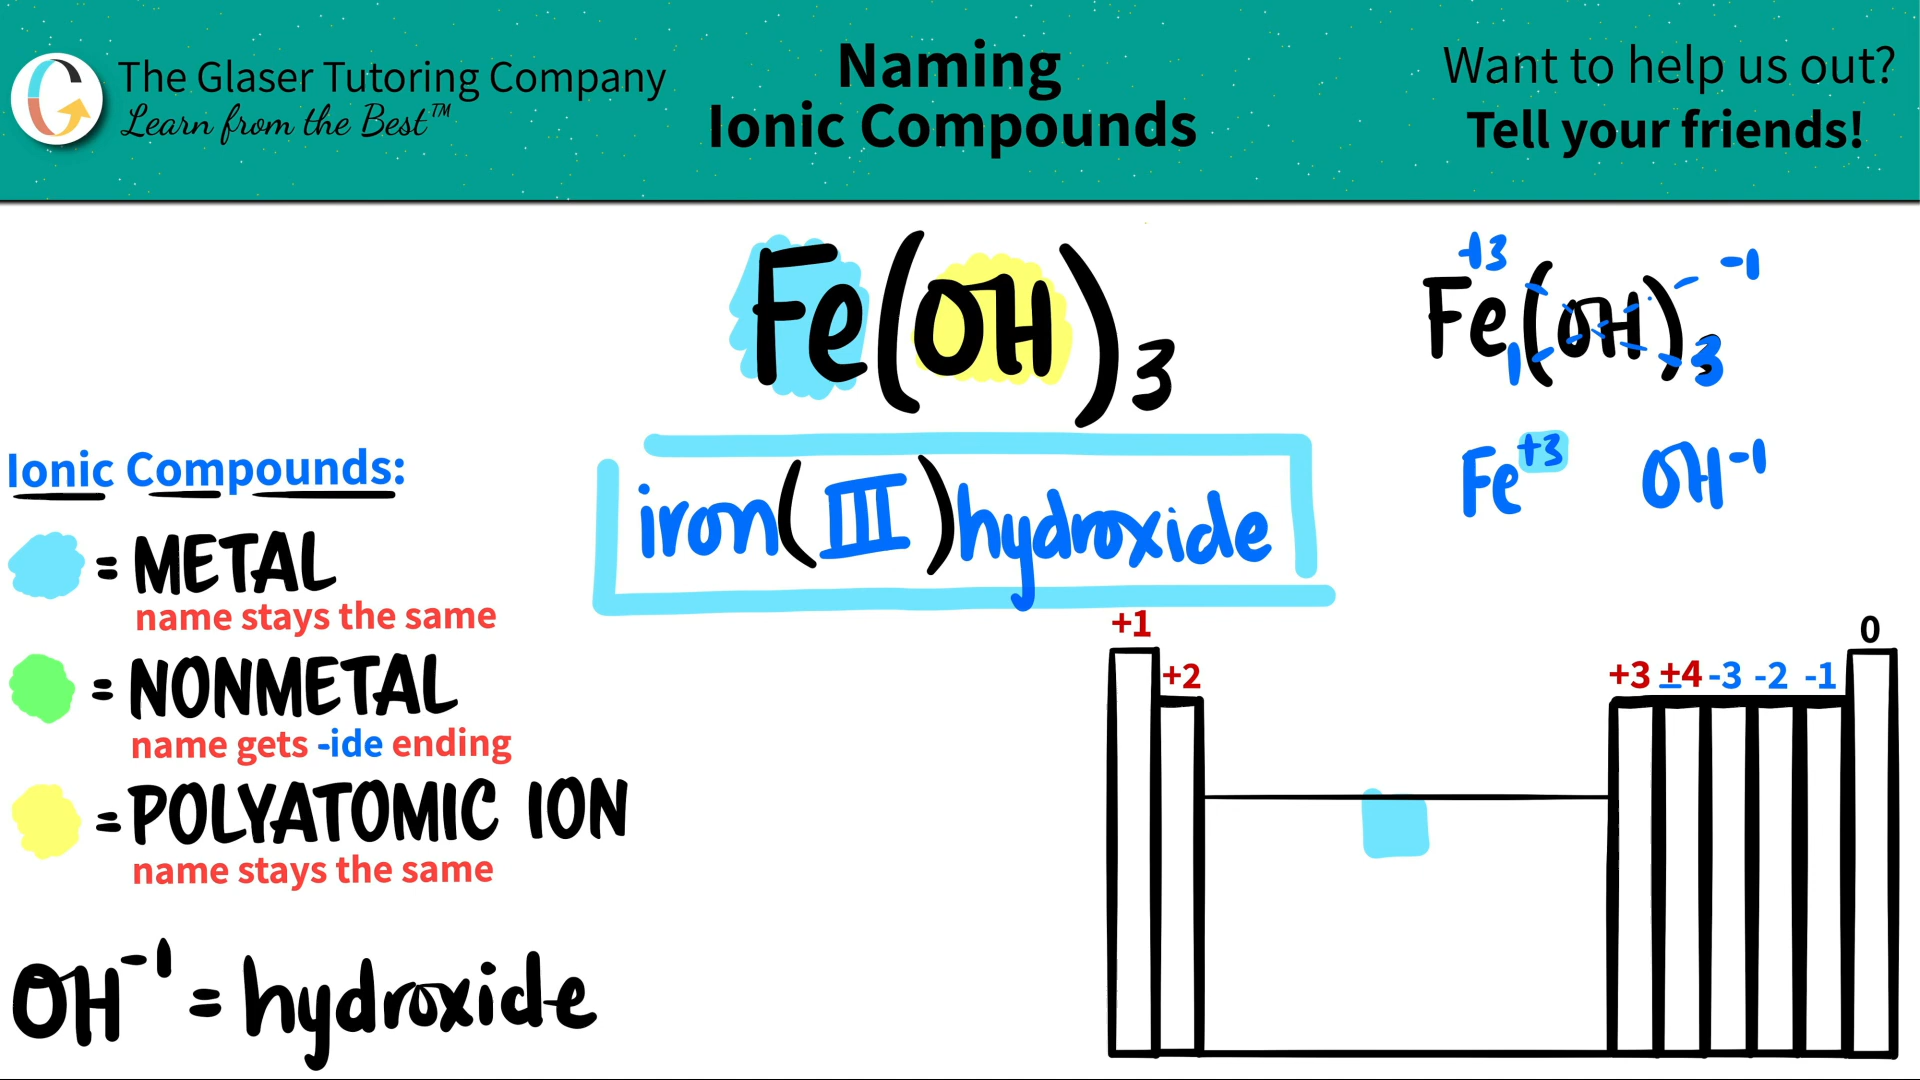 The Glaser Tutoring Company
Learn from the Best™
Naming
Ionic Compounds
Want to help us out?
Tell your friends!
Fe(OH)₃
iron(III)hydroxide
+3 -1
Fe₁(OH)₃
Fe⁺³ OH⁻¹
Ionic Compounds:
= METAL
name stays the same
= NONMETAL
name gets -ide ending
= POLYATOMIC ION
name stays the same
OH⁻¹ = hydroxide
+1
+2
+3 ±4 -3 -2 -1
0